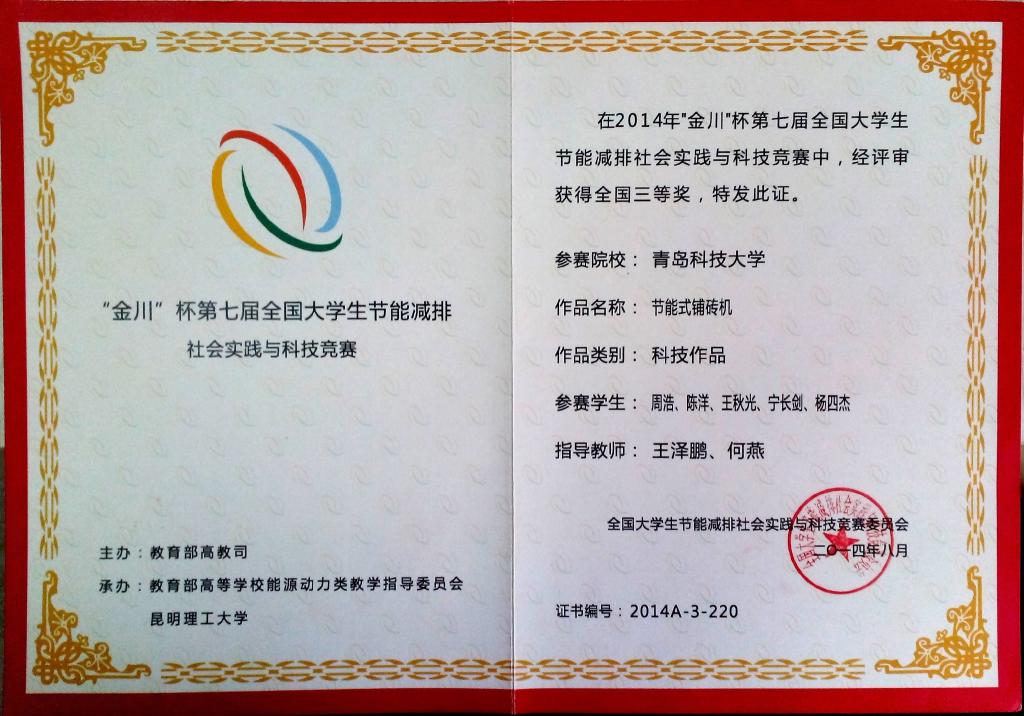 “金川”杯第七届全国大学生节能减排
社会实践与科技竞赛
主办：教育部高教司
承办：教育部高等学校能源动力类教学指导委员会
昆明理工大学
在2014年"金川"杯第七届全国大学生
节能减排社会实践与科技竞赛中，经评审
获得全国三等奖，特发此证。
参赛院校： 青岛科技大学
作品名称： 节能式铺砖机
作品类别： 科技作品
参赛学生： 周浩、陈洋、王秋光、宁长剑、杨四杰
指导教师： 王泽鹏、何燕
全国大学生节能减排社会实践与科技竞赛委员会
二〇一四年八月
证书编号：2014A-3-220